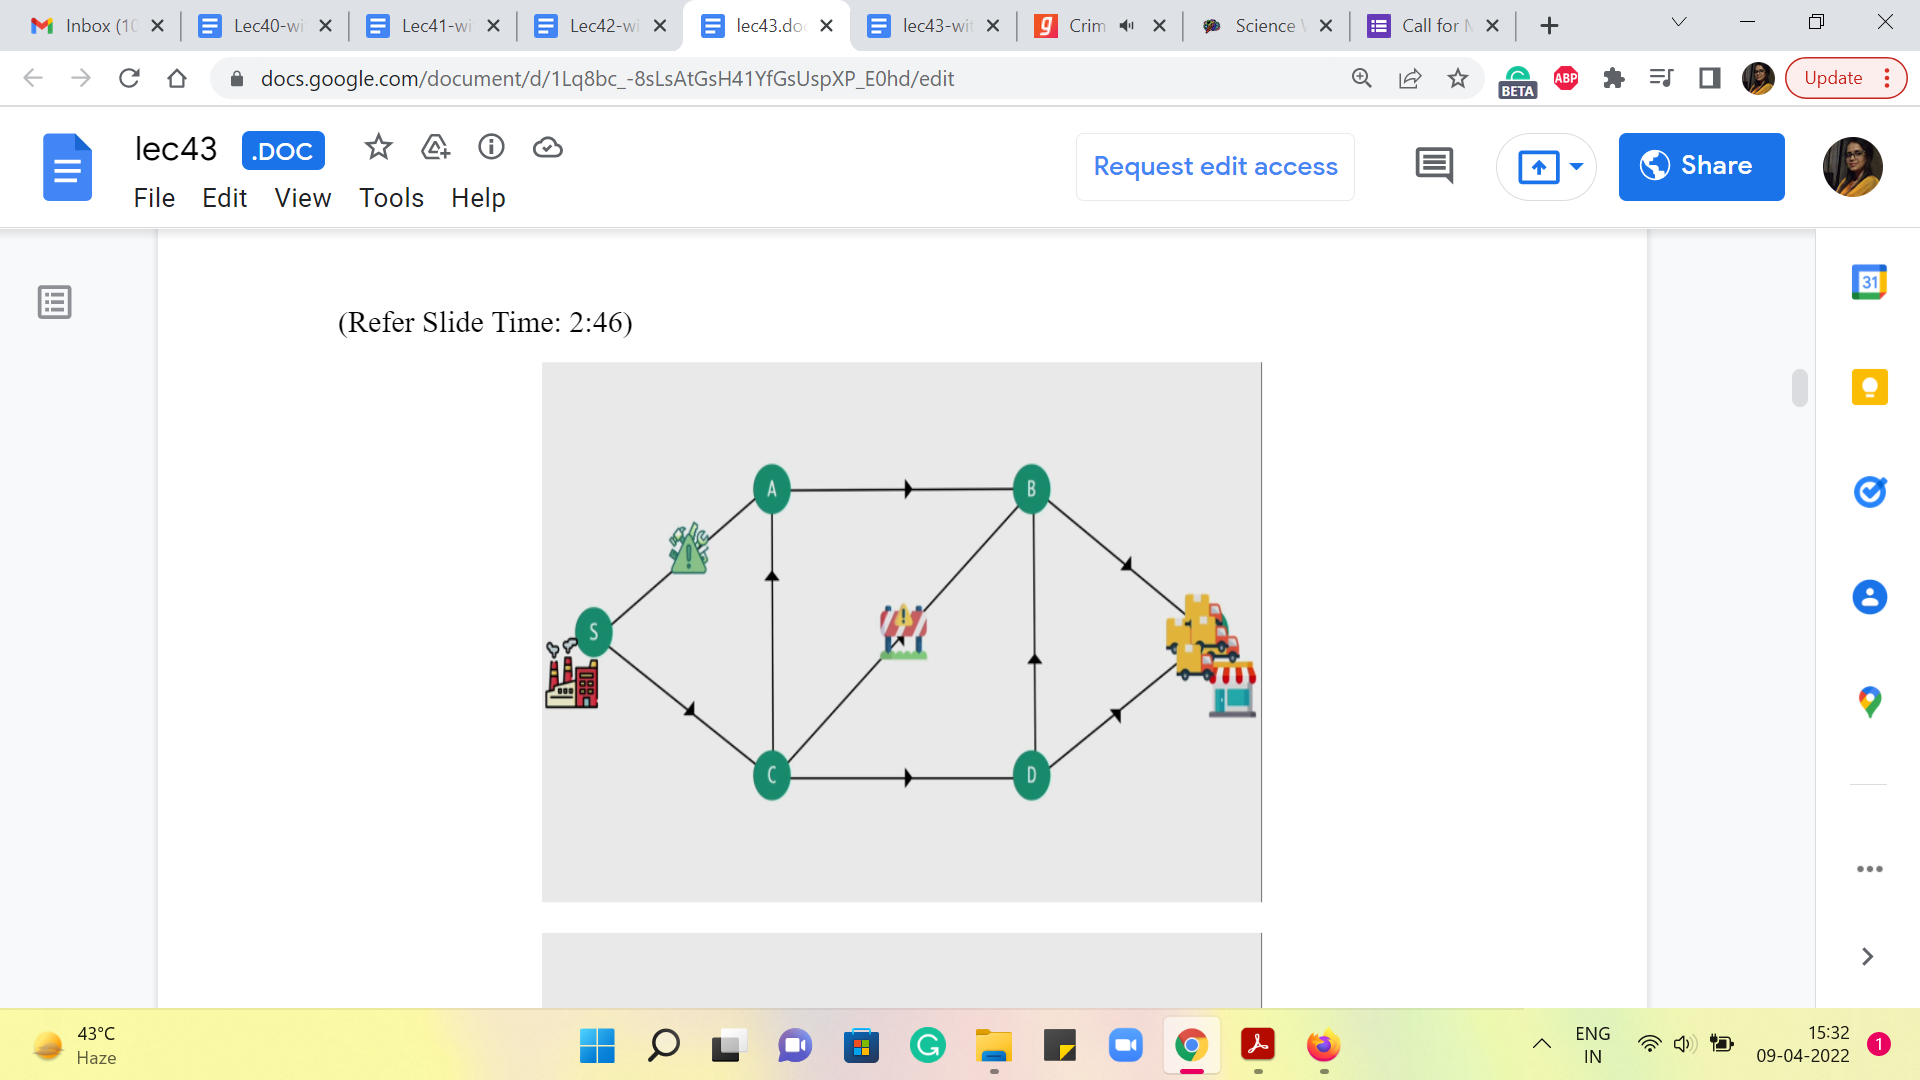 Inbox (10
Lec40-wi
Lec41-wi
Lec42-wi
lec43.do
lec43-wit
Crim
Science
Call for
docs.google.com/document/d/1Lq8bc_-8sLsAtGsH41YfGsUspXP_E0hd/edit
BETA
ABP
Update
lec43
.DOC
File Edit View Tools Help
Request edit access
Share
31
(Refer Slide Time: 2:46)
A
B
S
C
D
43°C
Haze
ENG
IN
15:32
09-04-2022
1